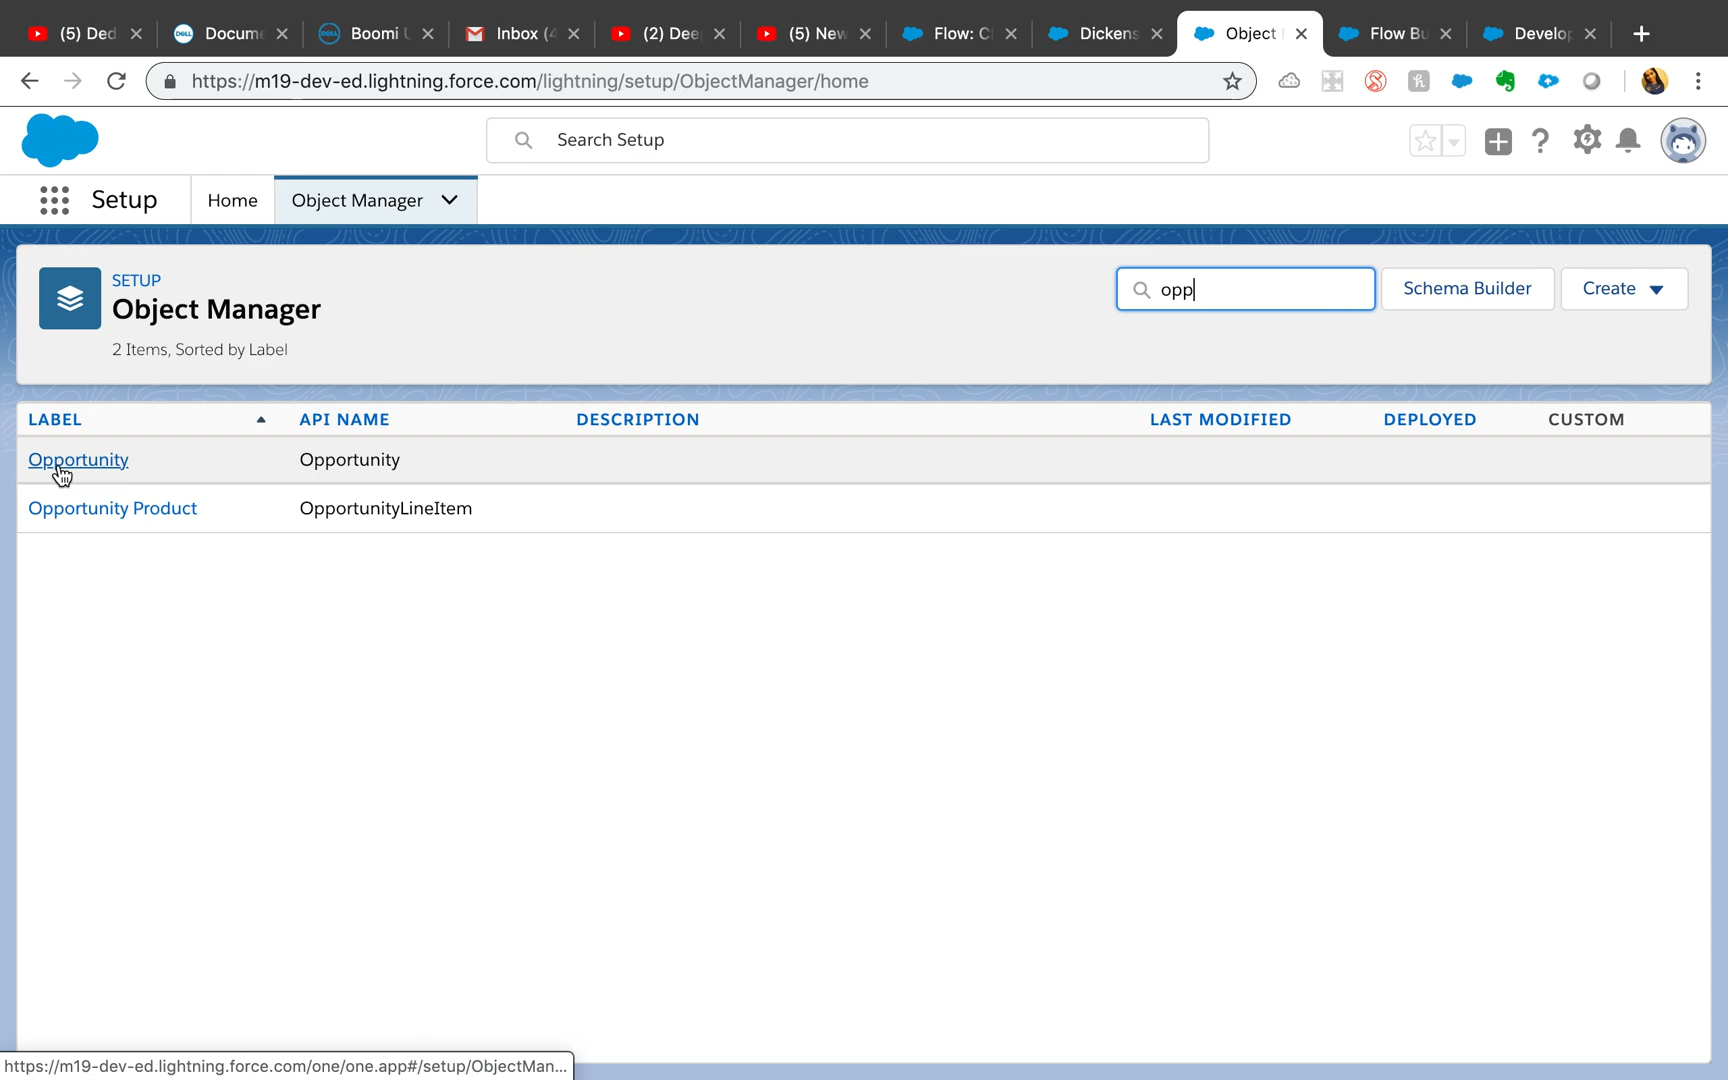 (5) Ded
Docume
Boomi U
Inbox (4
(2) Dee
(5) New
Flow: C
Dickens
Object
Flow Bu
Develop
https://m19-dev-ed.lightning.force.com/lightning/setup/ObjectManager/home
Search Setup
Setup
Home
Object Manager
SETUP
Object Manager
2 Items, Sorted by Label
opp
Schema Builder
Create
LABEL
API NAME
DESCRIPTION
LAST MODIFIED
DEPLOYED
CUSTOM
Opportunity
Opportunity
Opportunity Product
OpportunityLineItem
https://m19-dev-ed.lightning.force.com/one/one.app#/setup/ObjectMan...